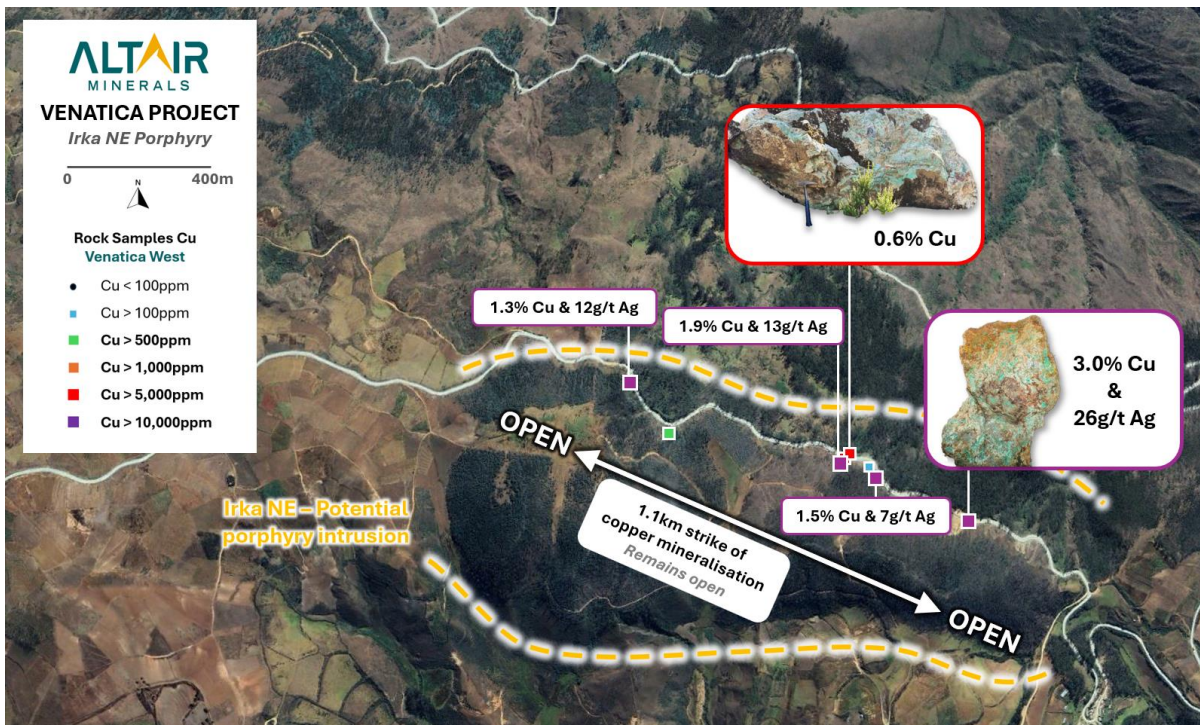 ALTAIR
MINERALS
VENATICA PROJECT
Irka NE Porphyry
0 400m
N
Rock Samples Cu
Venatica West
Cu < 100ppm
Cu > 100ppm
Cu > 500ppm
Cu > 1,000ppm
Cu > 5,000ppm
Cu > 10,000ppm
0.6% Cu
1.3% Cu & 12g/t Ag
1.9% Cu & 13g/t Ag
3.0% Cu
&
26g/t Ag
OPEN
1.5% Cu & 7g/t Ag
Irka NE – Potential
porphyry intrusion
1.1km strike of
copper mineralisation
Remains open
OPEN